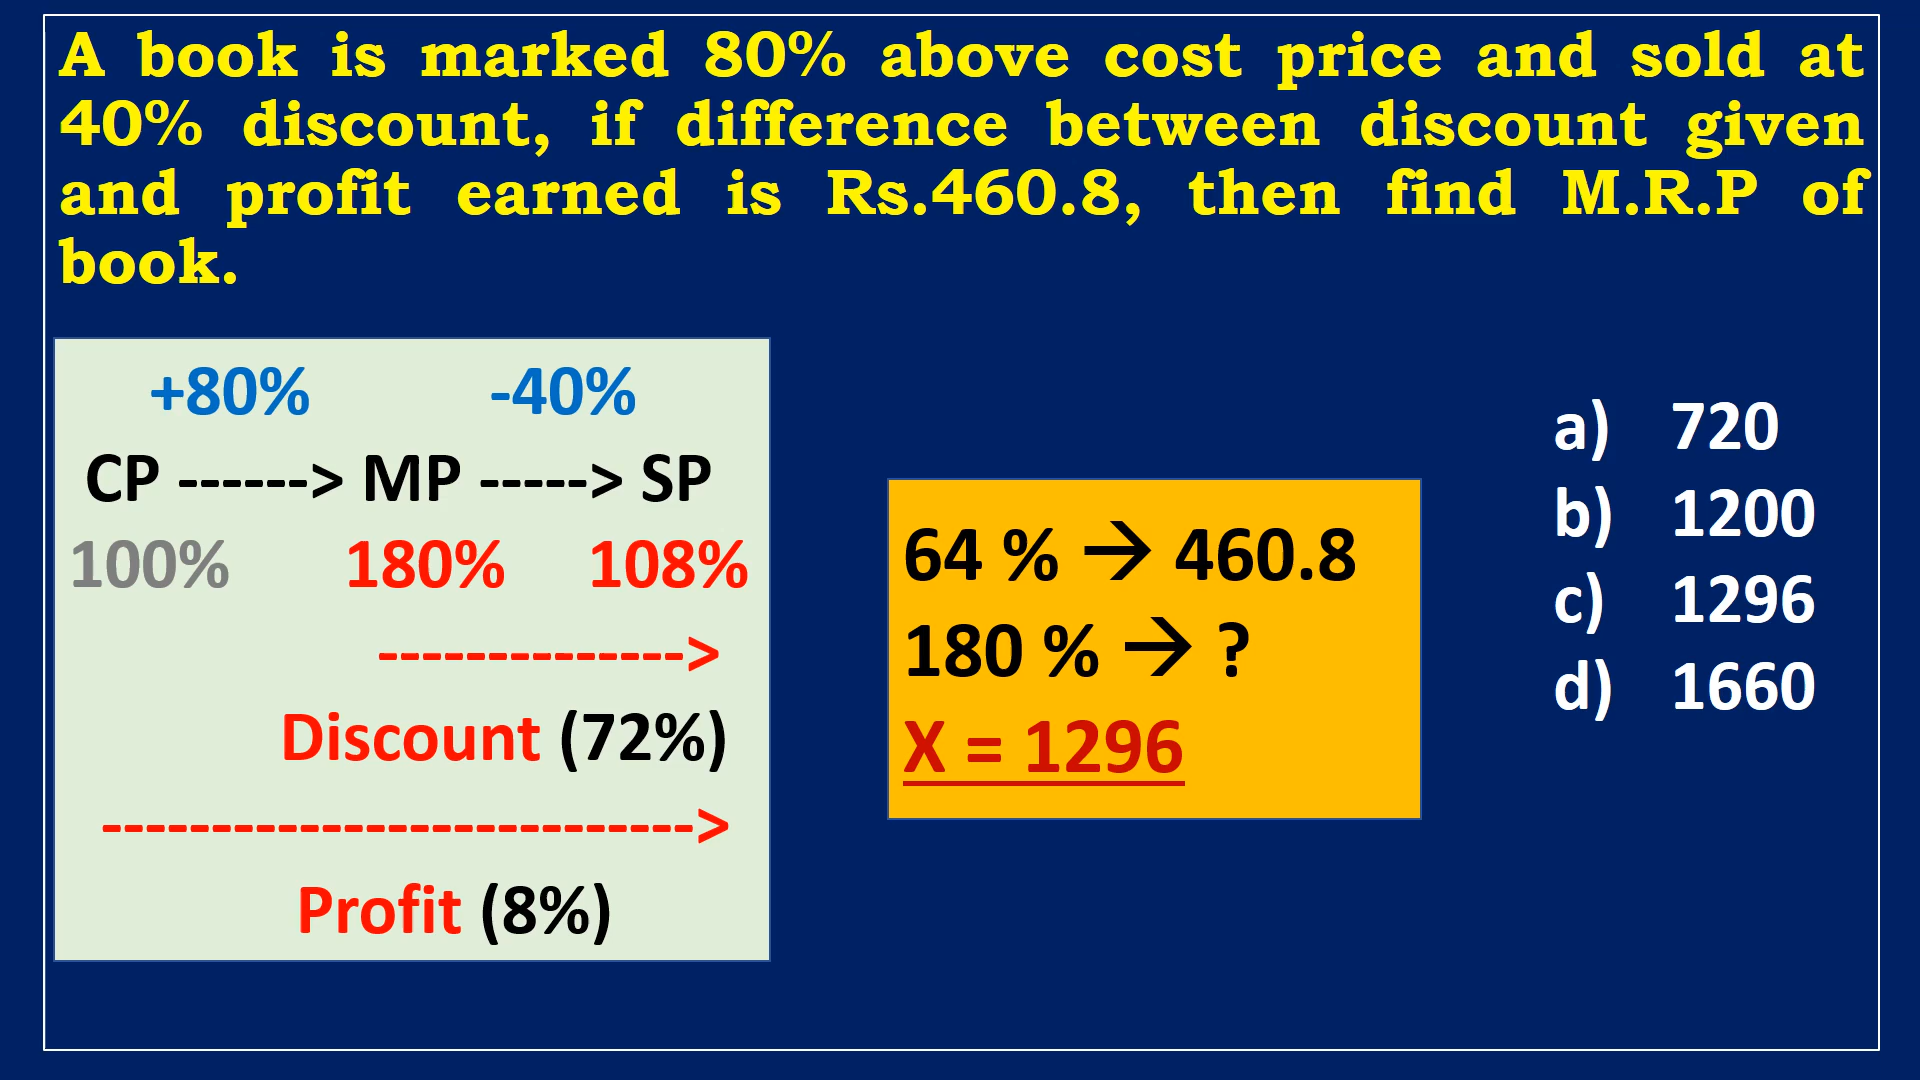 A book is marked 80% above cost price and sold at
40% discount, if difference between discount given
and profit earned is Rs.460.8, then find M.R.P of
book.
+80% -40%
CP ------> MP -----> SP
100% 180% 108%
-------------->
Discount (72%)
--------------------------->
Profit (8%)
64 % → 460.8
180 % → ?
X = 1296
a) 720
b) 1200
c) 1296
d) 1660